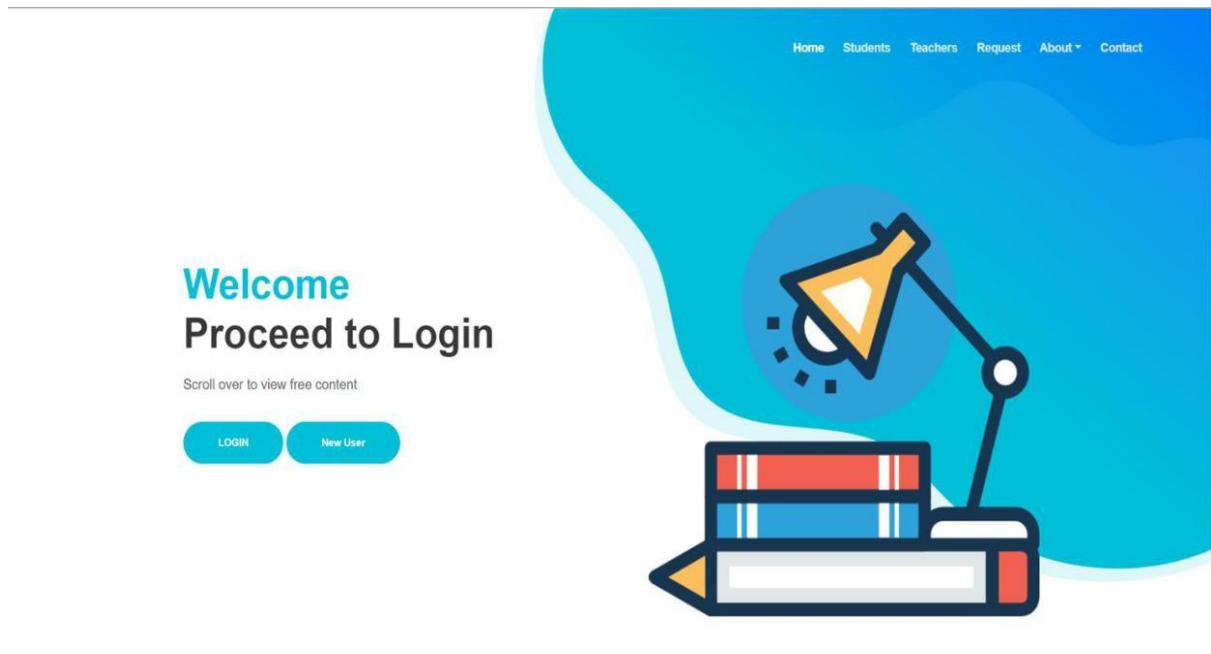 Home Students Teachers Request About Contact
Welcome
Proceed to Login
Scroll over to view free content
LOGIN New User